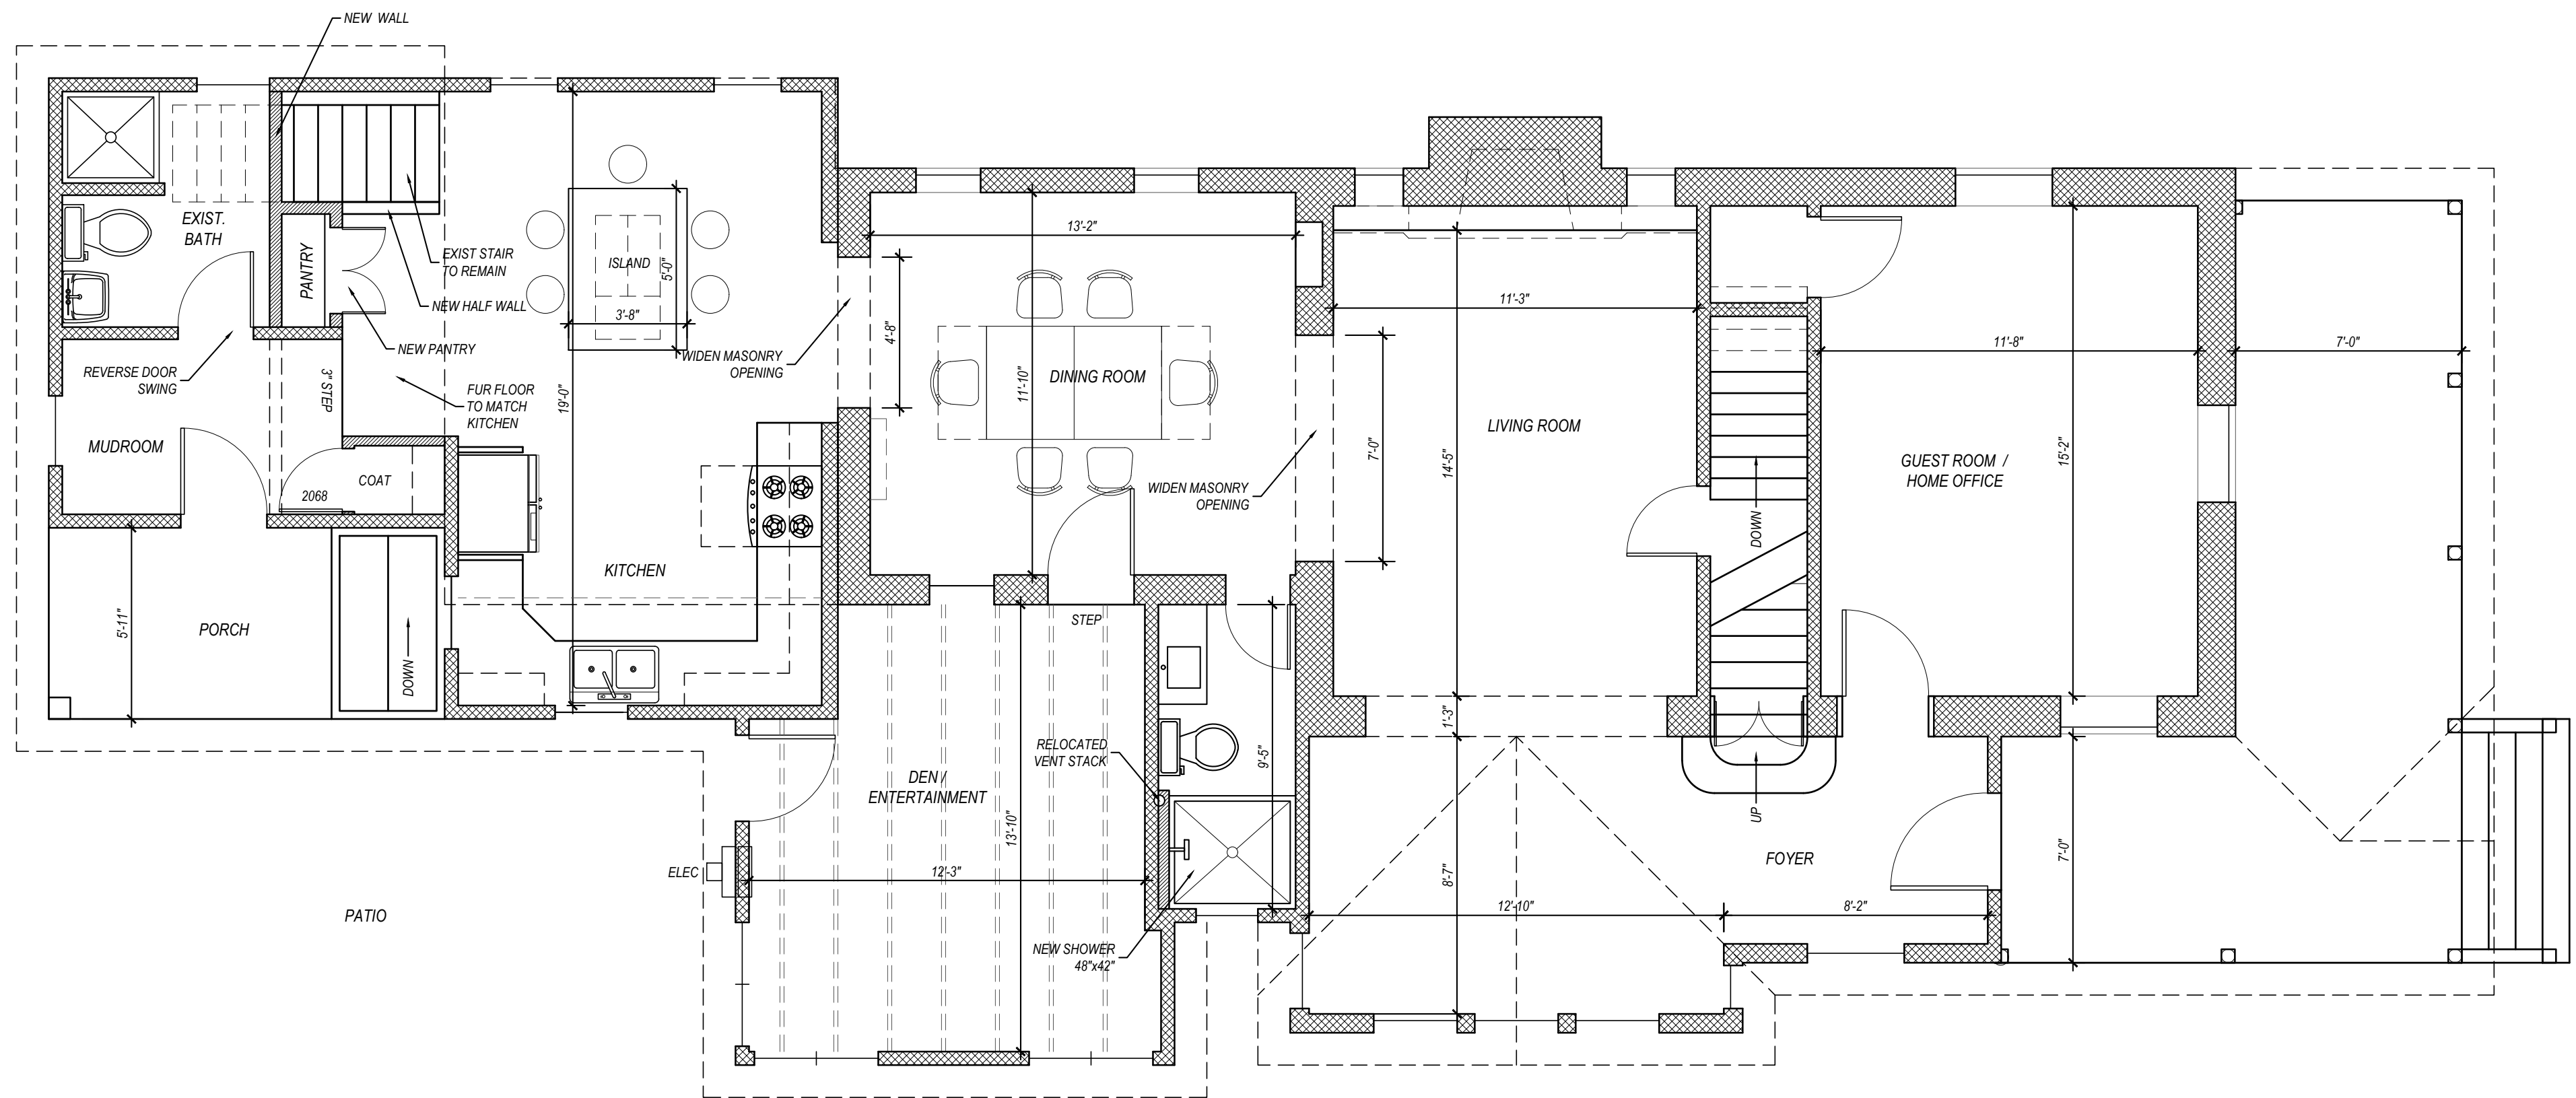 NEW WALL
EXIST.
BATH
PANTRY
EXIST STAIR
TO REMAIN
NEW HALF WALL
NEW PANTRY
REVERSE DOOR
SWING
3" STEP
FUR FLOOR
TO MATCH
KITCHEN
MUDROOM
COAT
2068
ISLAND
5'-0"
3'-8"
19'-0"
KITCHEN
WIDEN MASONRY
OPENING
4'-8"
13'-2"
11'-10"
DINING ROOM
WIDEN MASONRY
OPENING
7'-0"
11'-3"
14'-5"
LIVING ROOM
DOWN
11'-8"
15'-2"
GUEST ROOM /
HOME OFFICE
7'-0"
5'-11"
PORCH
DOWN
STEP
DEN /
ENTERTAINMENT
13'-10"
12'-3"
ELEC
PATIO
RELOCATED
VENT STACK
9'-5"
NEW SHOWER
48"x42"
1'-3"
8'-7"
12'-10"
UP
FOYER
8'-2"
7'-0"